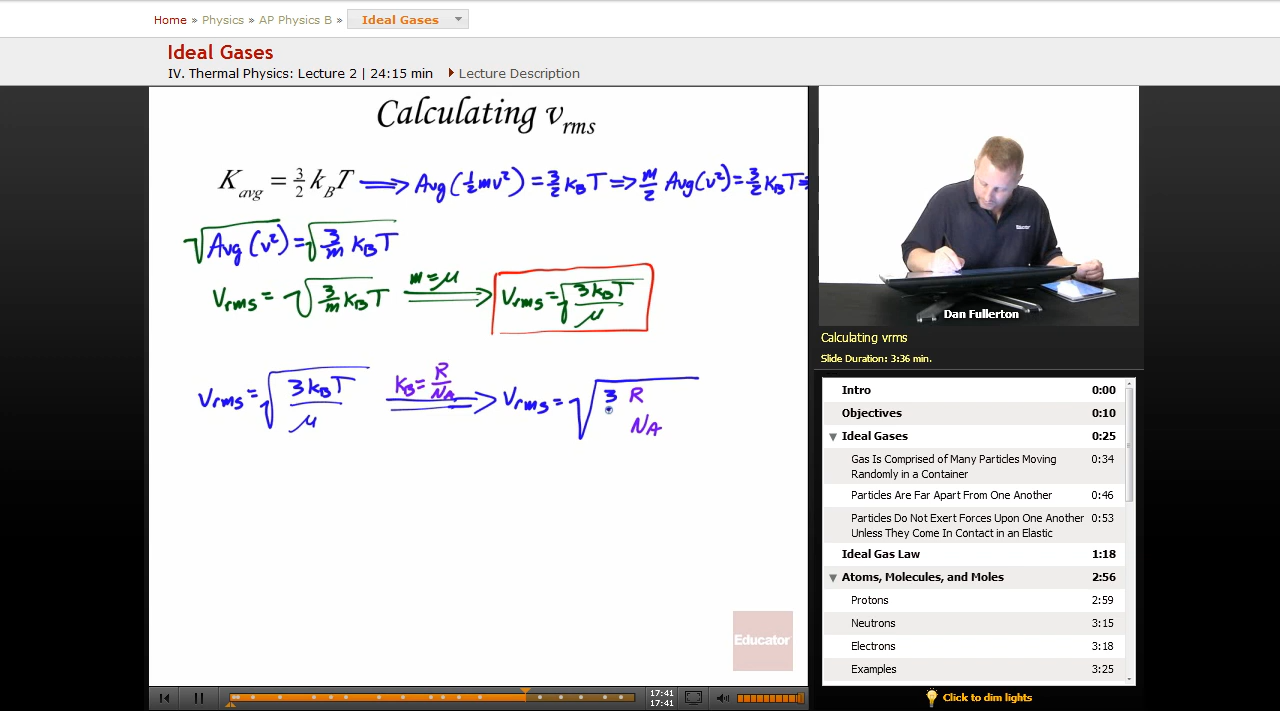 Home » Physics » AP Physics B » Ideal Gases
Ideal Gases
IV. Thermal Physics: Lecture 2 | 24:15 min Lecture Description
Calculating v_rms
K_avg = 3/2 k_B T ⟹ Avg(½mv²) = 3/2 k_B T ⟹ m/2 Avg(v²) = 3/2 k_B T ⟹
√Avg(v²) = √(3/m k_B T)
V_rms = √(3/m k_B T) m=μ ⟹ V_rms = √(3k_BT/μ)
V_rms = √(3k_BT/μ) k_B = R/N_A ⟹ V_rms = √(3 R N_A
Educator
Educator
Dan Fullerton
Calculating vrms
Slide Duration: 3:36 min.
Intro 0:00
Objectives 0:10
Ideal Gases 0:25
Gas Is Comprised of Many Particles Moving 0:34
Randomly in a Container
Particles Are Far Apart From One Another 0:46
Particles Do Not Exert Forces Upon One Another 0:53
Unless They Come In Contact in an Elastic
Ideal Gas Law 1:18
Atoms, Molecules, and Moles 2:56
Protons 2:59
Neutrons 3:15
Electrons 3:18
Examples 3:25
17:41
17:41
Click to dim lights